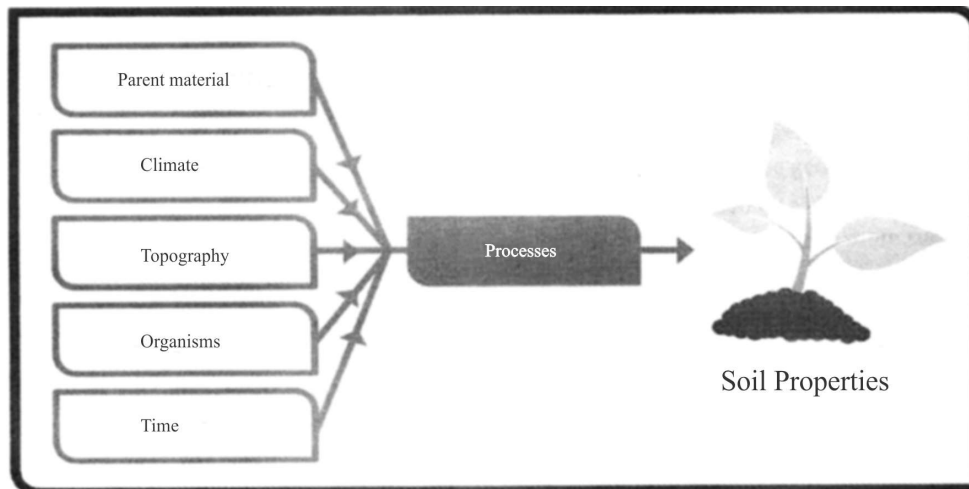 Parent material
Climate
Topography
Organisms
Time
Processes
Soil Properties